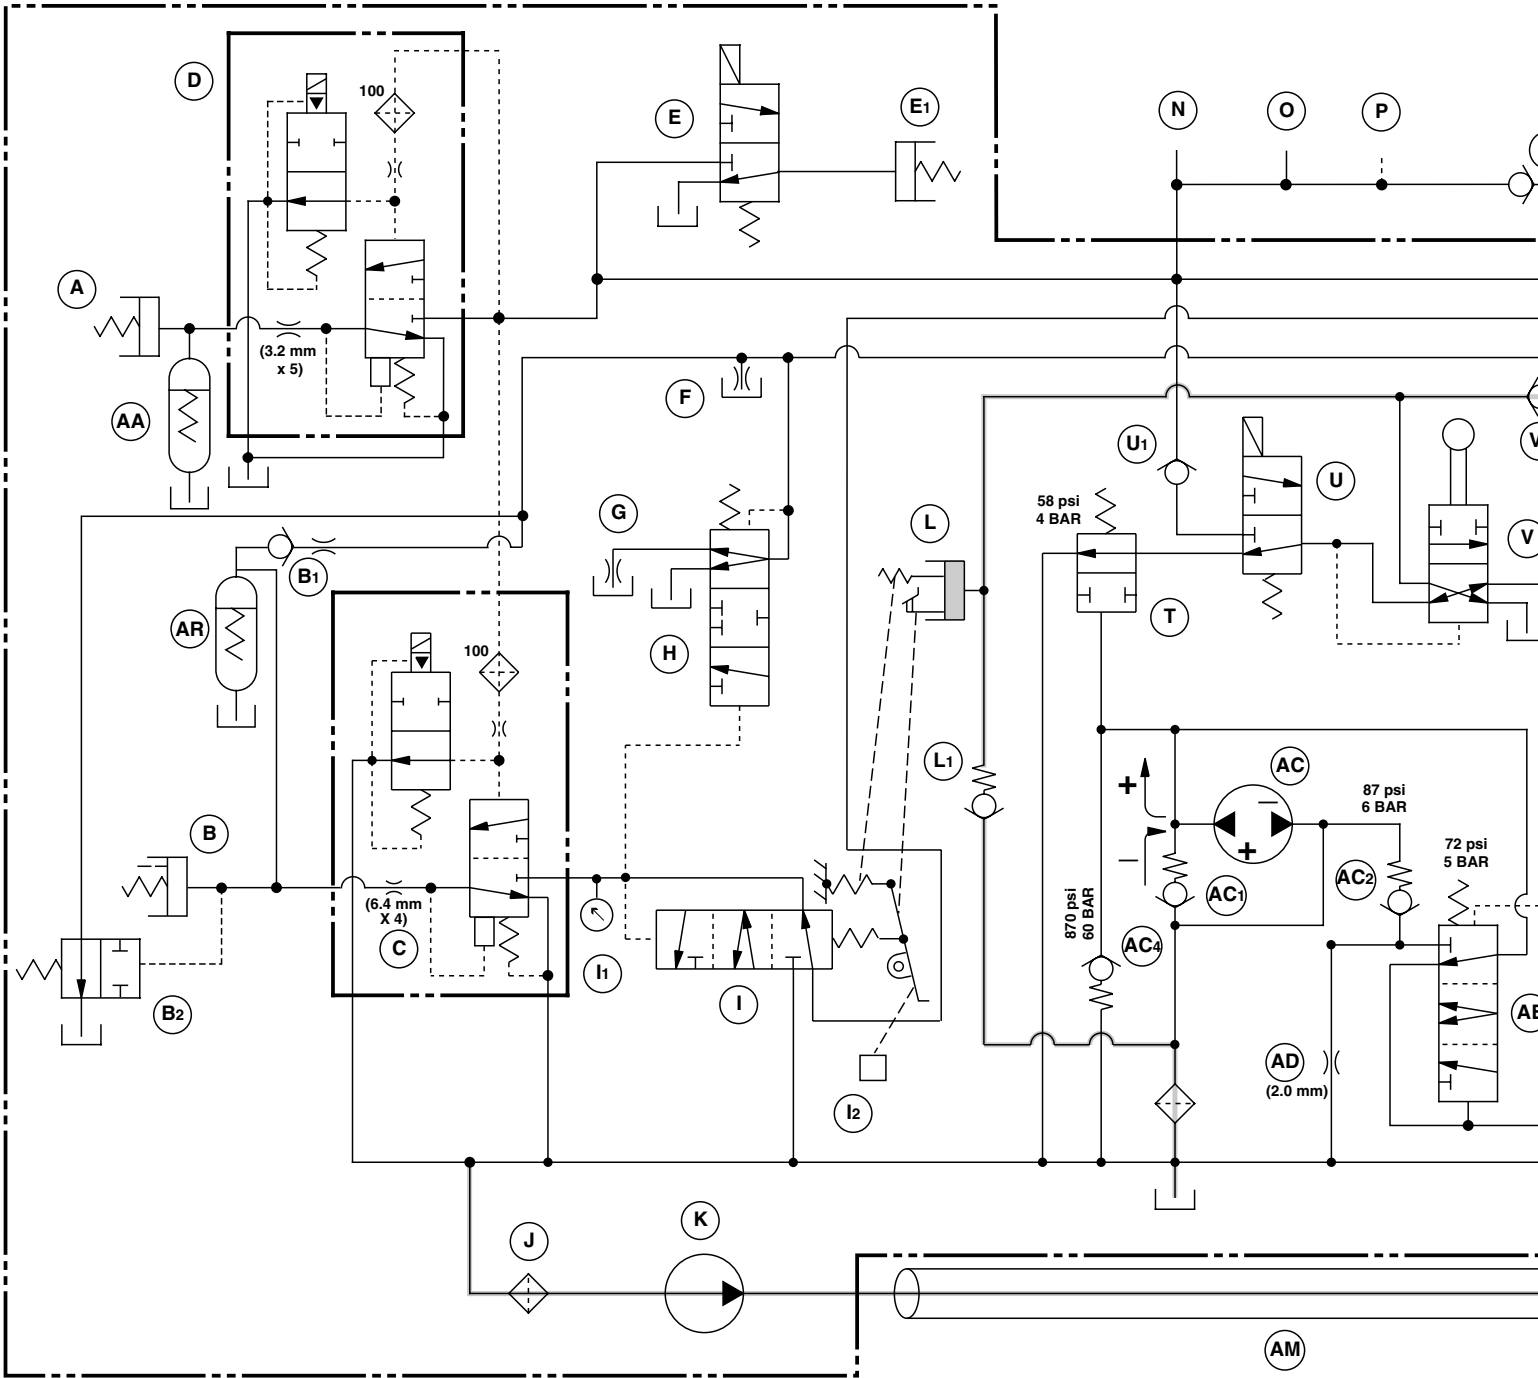 D
100
E
E1
N
O
P
A
(3.2 mm
x 5)
AA
F
U1
U
58 psi
4 BAR
V
G
L
V
B1
AR
H
T
100
L1
AC
+
−
−
+
87 psi
6 BAR
72 psi
5 BAR
B
AC2
AC1
(6.4 mm
X 4)
C
870 psi
60 BAR
AC4
I1
I
B2
AD
(2.0 mm)
I2
K
J
AM